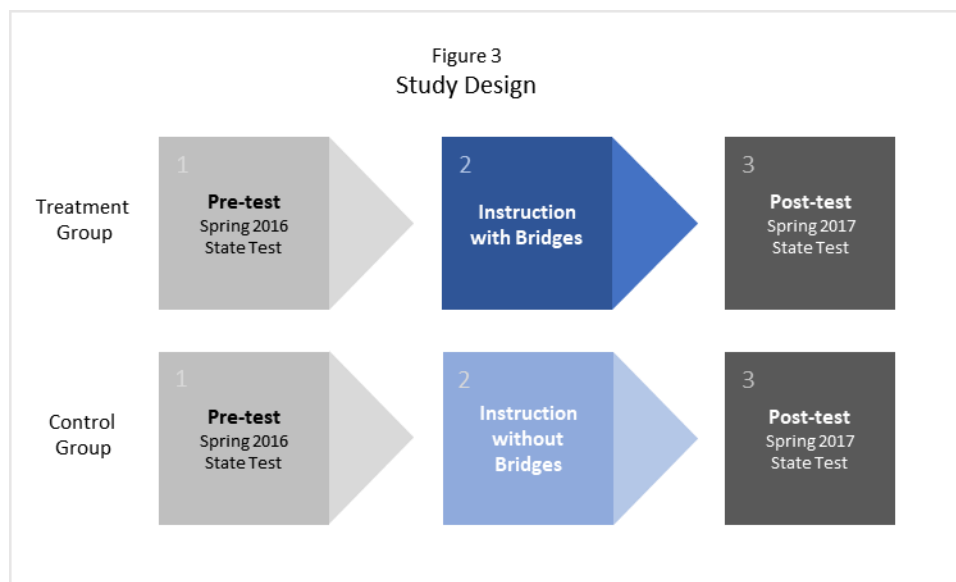 Figure 3
Study Design
Treatment
Group
1
Pre-test
Spring 2016
State Test
2
Instruction
with Bridges
3
Post-test
Spring 2017
State Test
Control
Group
1
Pre-test
Spring 2016
State Test
2
Instruction
without
Bridges
3
Post-test
Spring 2017
State Test